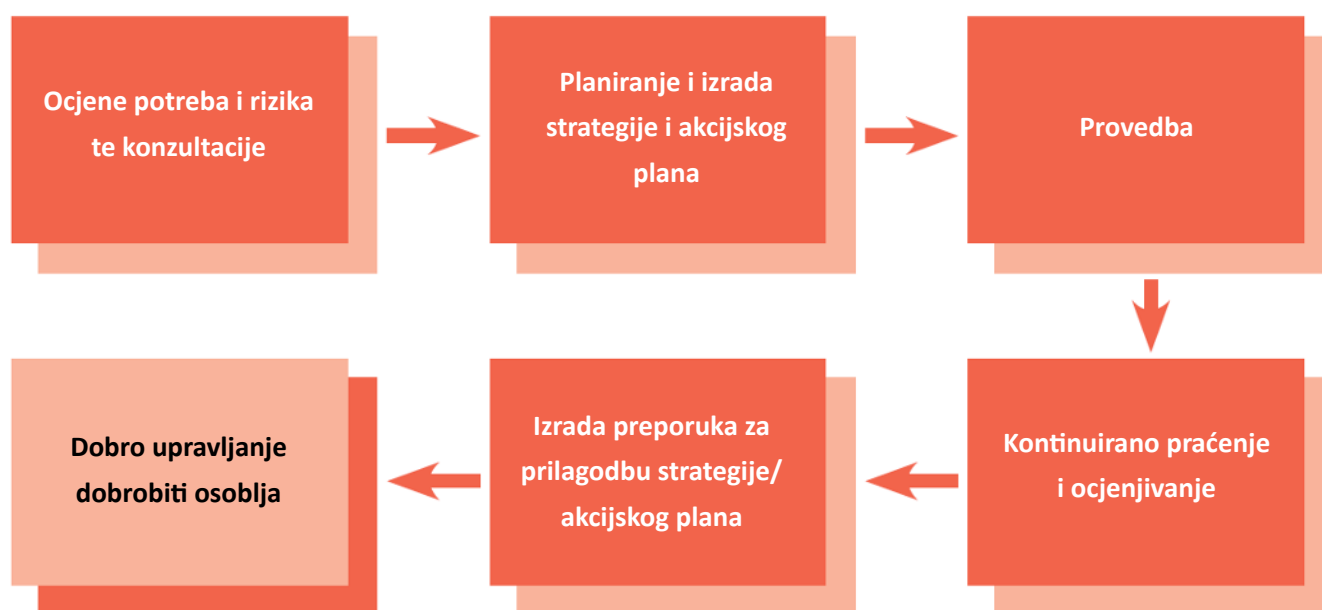 Ocjene potreba i rizika
te konzultacije
Planiranje i izrada
strategije i akcijskog
plana
Provedba
Kontinuirano praćenje
i ocjenjivanje
Izrada preporuka za
prilagodbu strategije/
akcijskog plana
Dobro upravljanje
dobrobiti osoblja